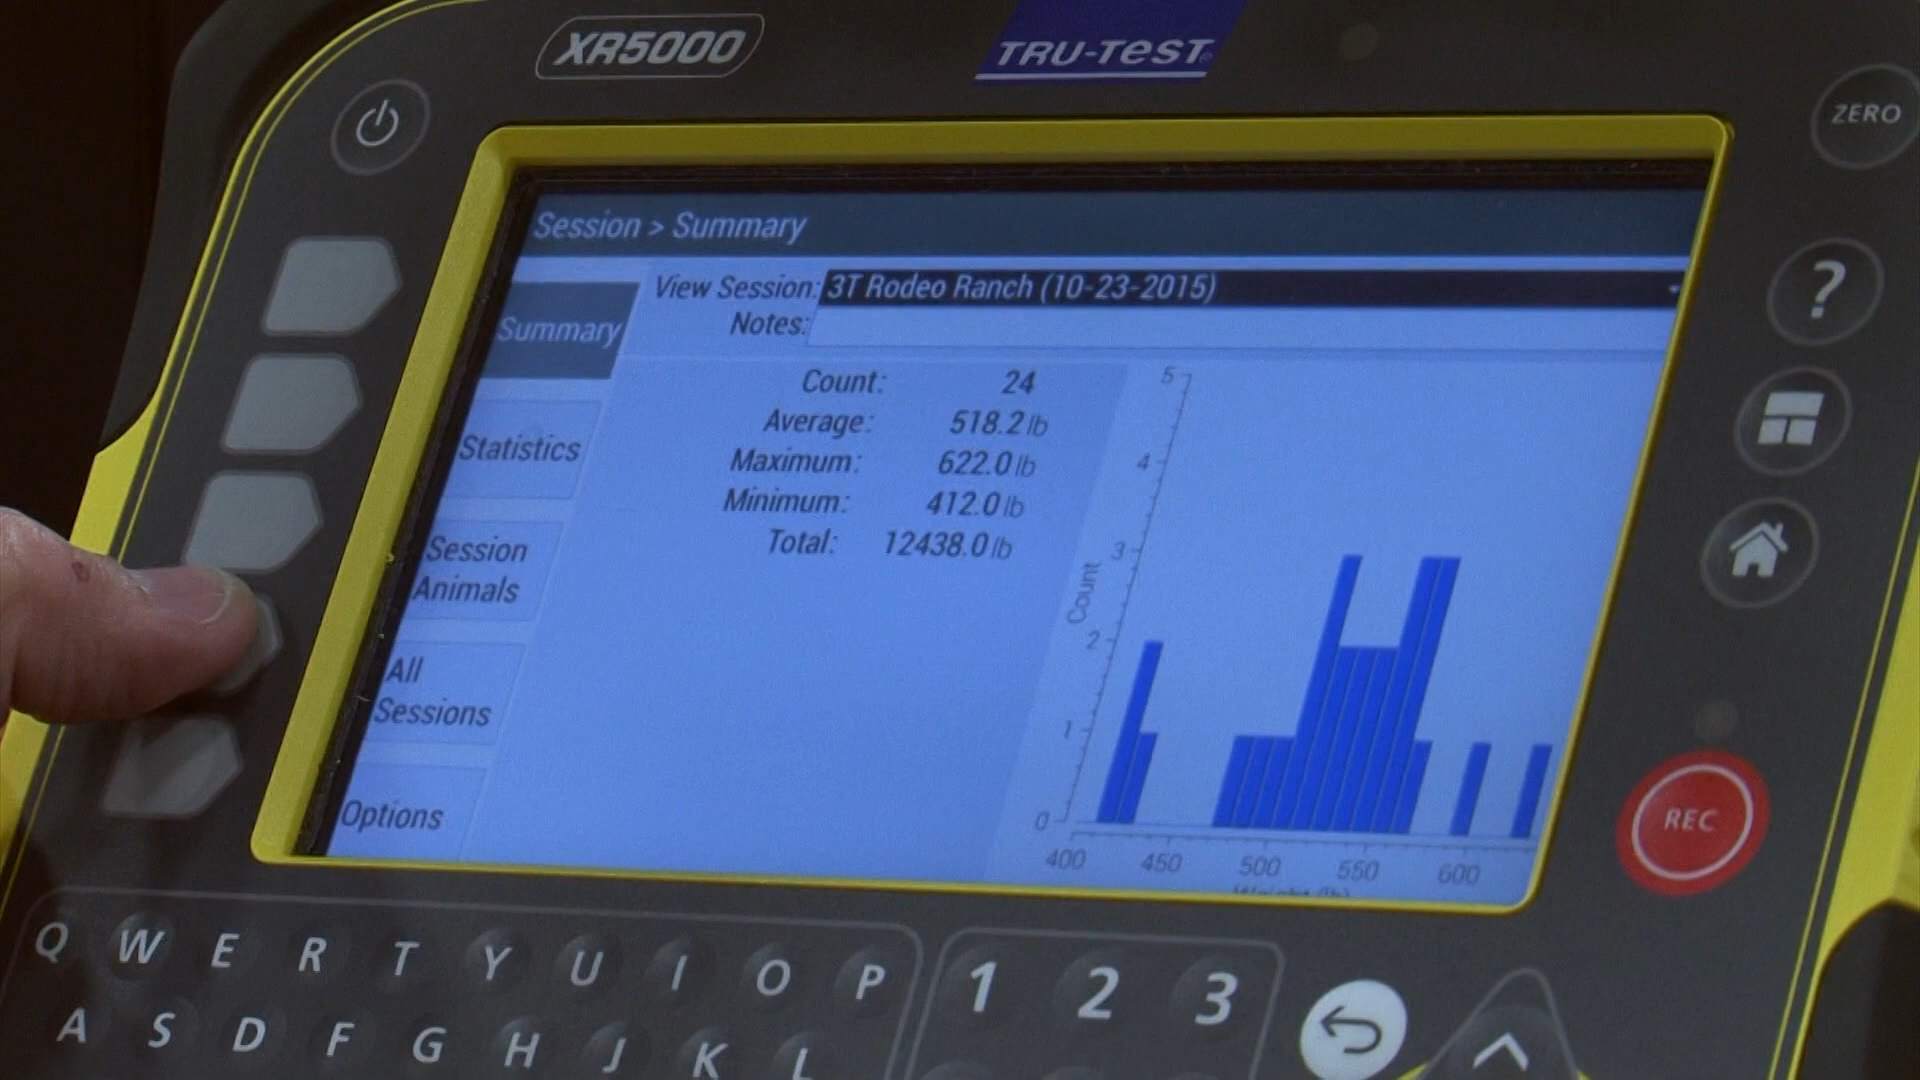 XR5000
TRU-TEST
ZERO
Session > Summary
View Session: 3T Rodeo Ranch (10-23-2015)
Notes:
Summary
Statistics
Session
Animals
All
Sessions
Options
Count: 24
Average: 518.2 lb
Maximum: 622.0 lb
Minimum: 412.0 lb
Total: 12438.0 lb
5
4
3
2
1
0
Count
400 450 500 550 600
?
REC
Q W E R T Y U I O P
A S D F G H J K L
1 2 3